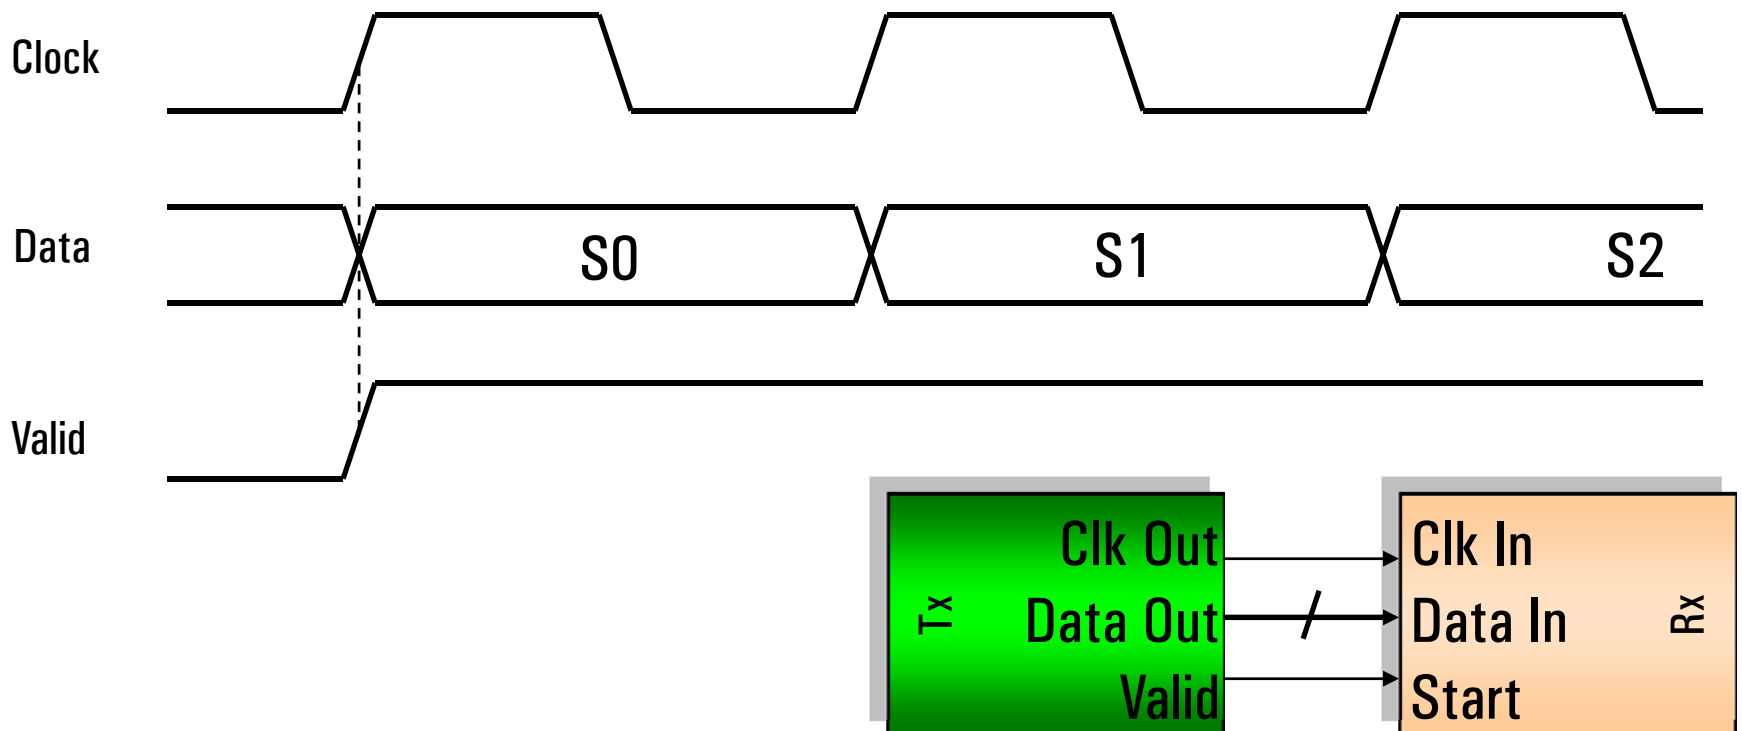 Clock
Data
S0
S1
S2
Valid
Tx
Clk Out
Data Out
Valid
Clk In
Data In
Start
Rx